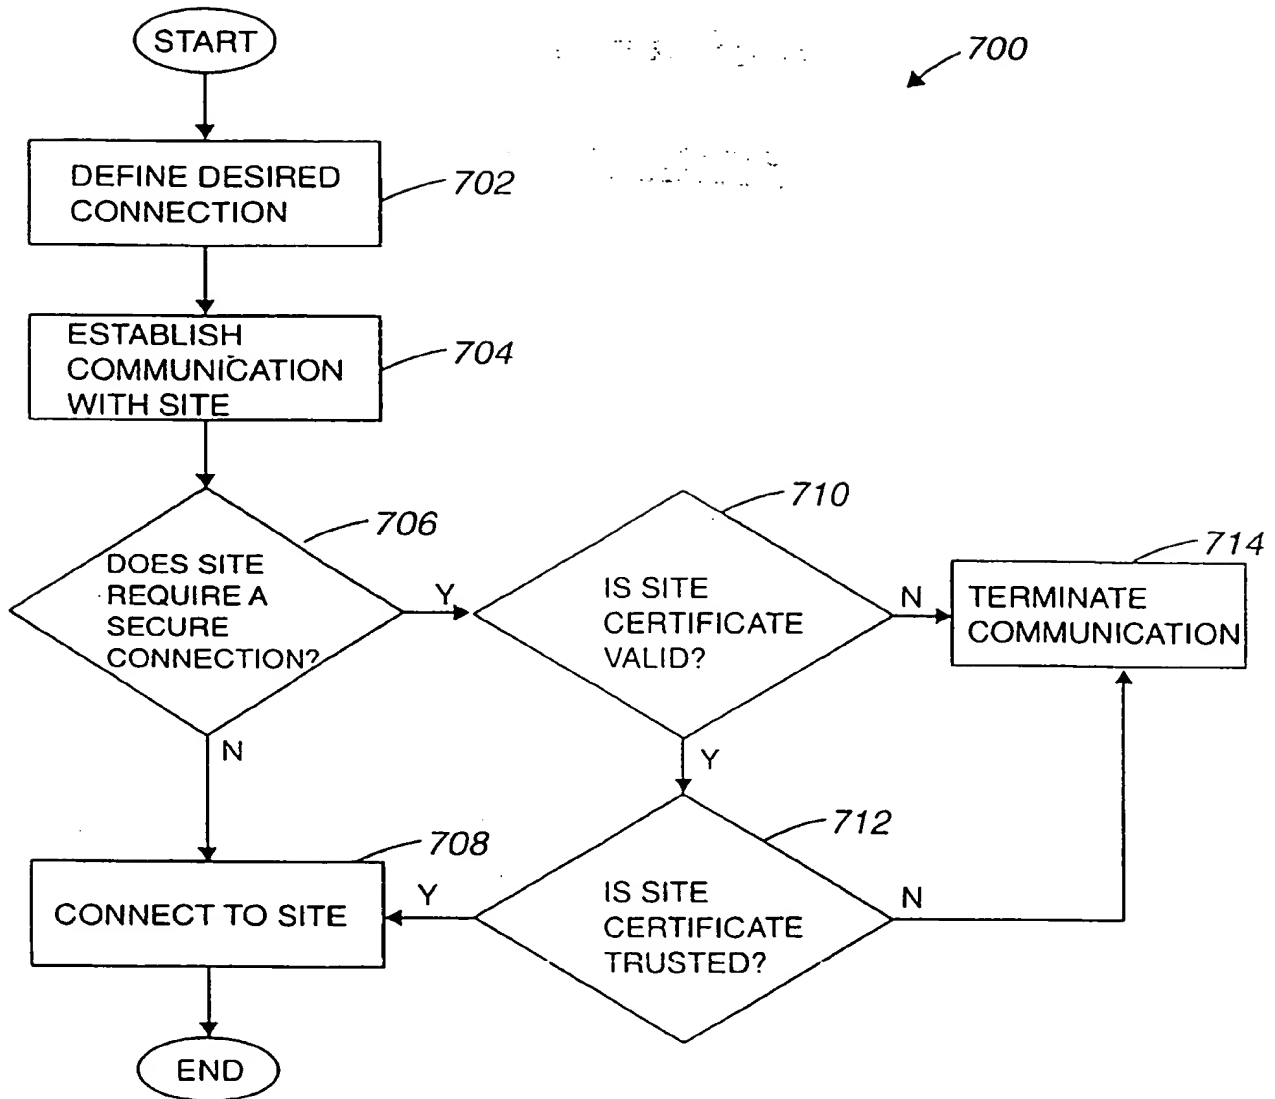 START
700
DEFINE DESIRED
CONNECTION
702
ESTABLISH
COMMUNICATION
WITH SITE
704
DOES SITE
REQUIRE A
SECURE
CONNECTION?
706
Y
N
IS SITE
CERTIFICATE
VALID?
710
N
Y
TERMINATE
COMMUNICATION
714
CONNECT TO SITE
708
Y
IS SITE
CERTIFICATE
TRUSTED?
712
N
END